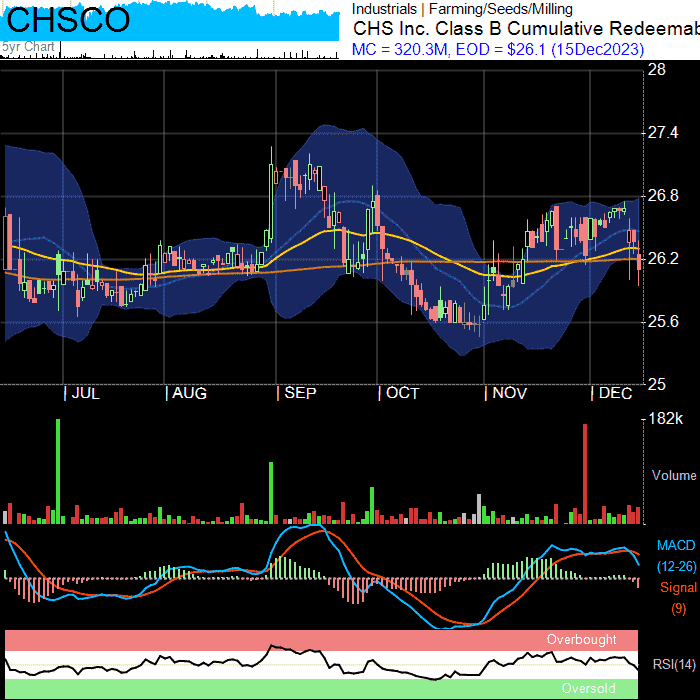 CHSCO
5yr Chart
Industrials | Farming/Seeds/Milling
CHS Inc. Class B Cumulative Redeemab
MC = 320.3M, EOD = $26.1 (15Dec2023)
28
27.4
26.8
26.2
25.6
25
| JUL | AUG | SEP | OCT | NOV | DEC
182k
Volume
MACD
(12-26)
Signal
(9)
Overbought
RSI(14)
Oversold